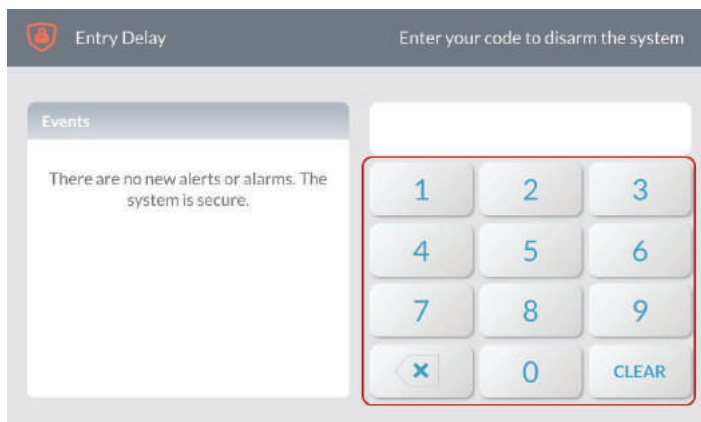 Entry Delay
Enter your code to disarm the system
Events
There are no new alerts or alarms. The
system is secure.
1 2 3
4 5 6
7 8 9
0 CLEAR